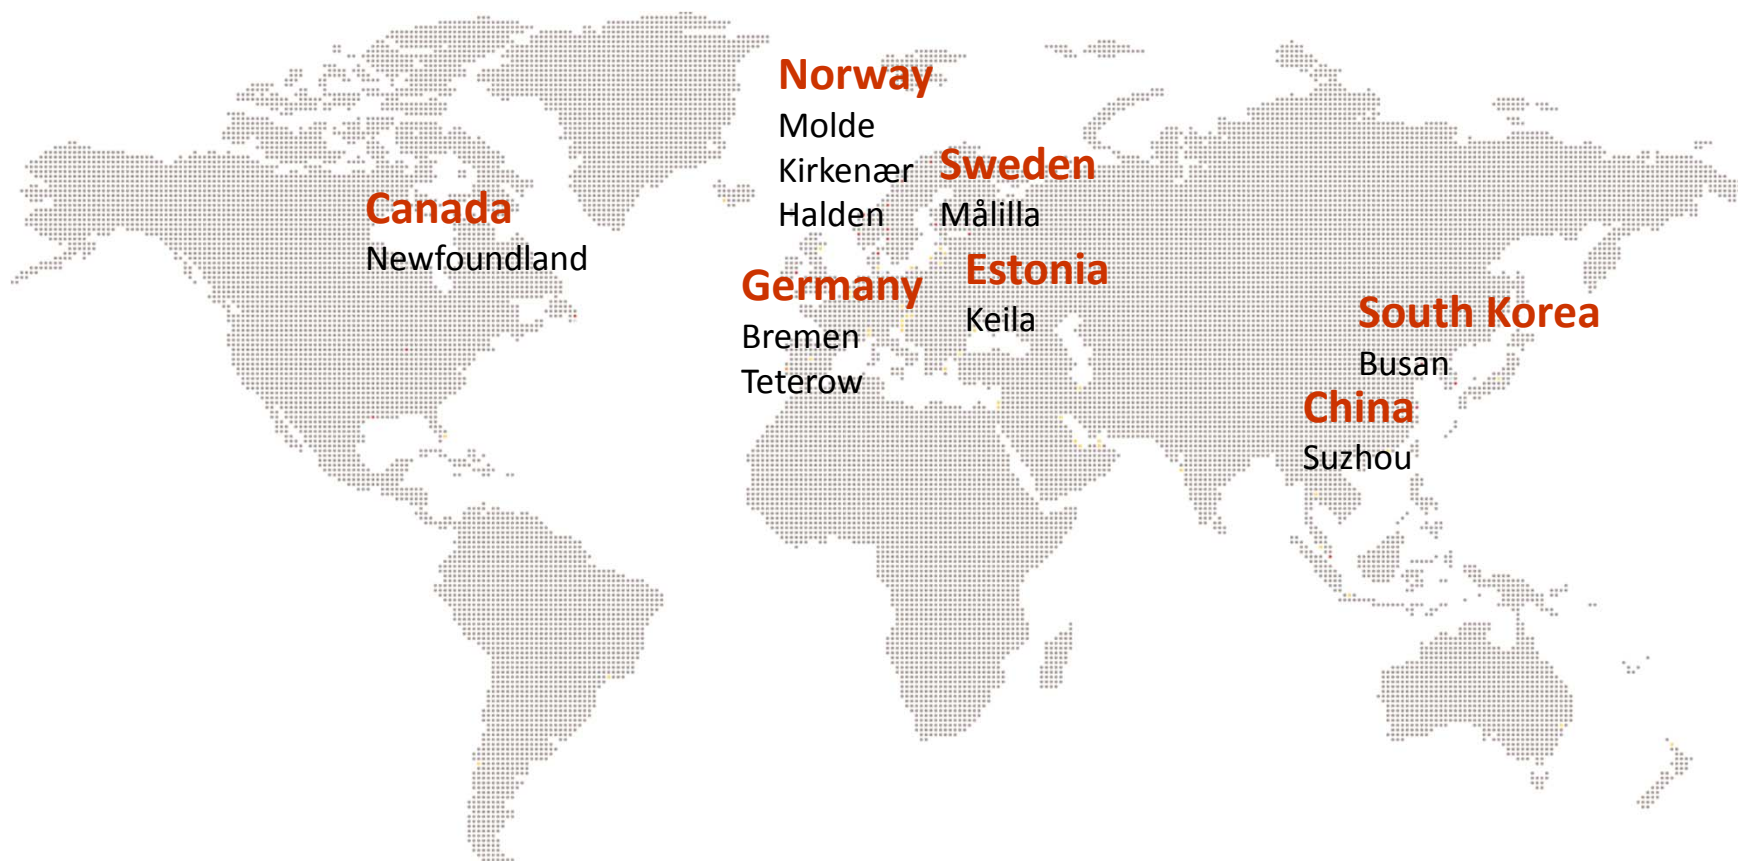 Norway
Molde
Kirkenær
Halden
Sweden
Målilla
Canada
Newfoundland
Germany
Bremen
Teterow
Estonia
Keila
South Korea
Busan
China
Suzhou